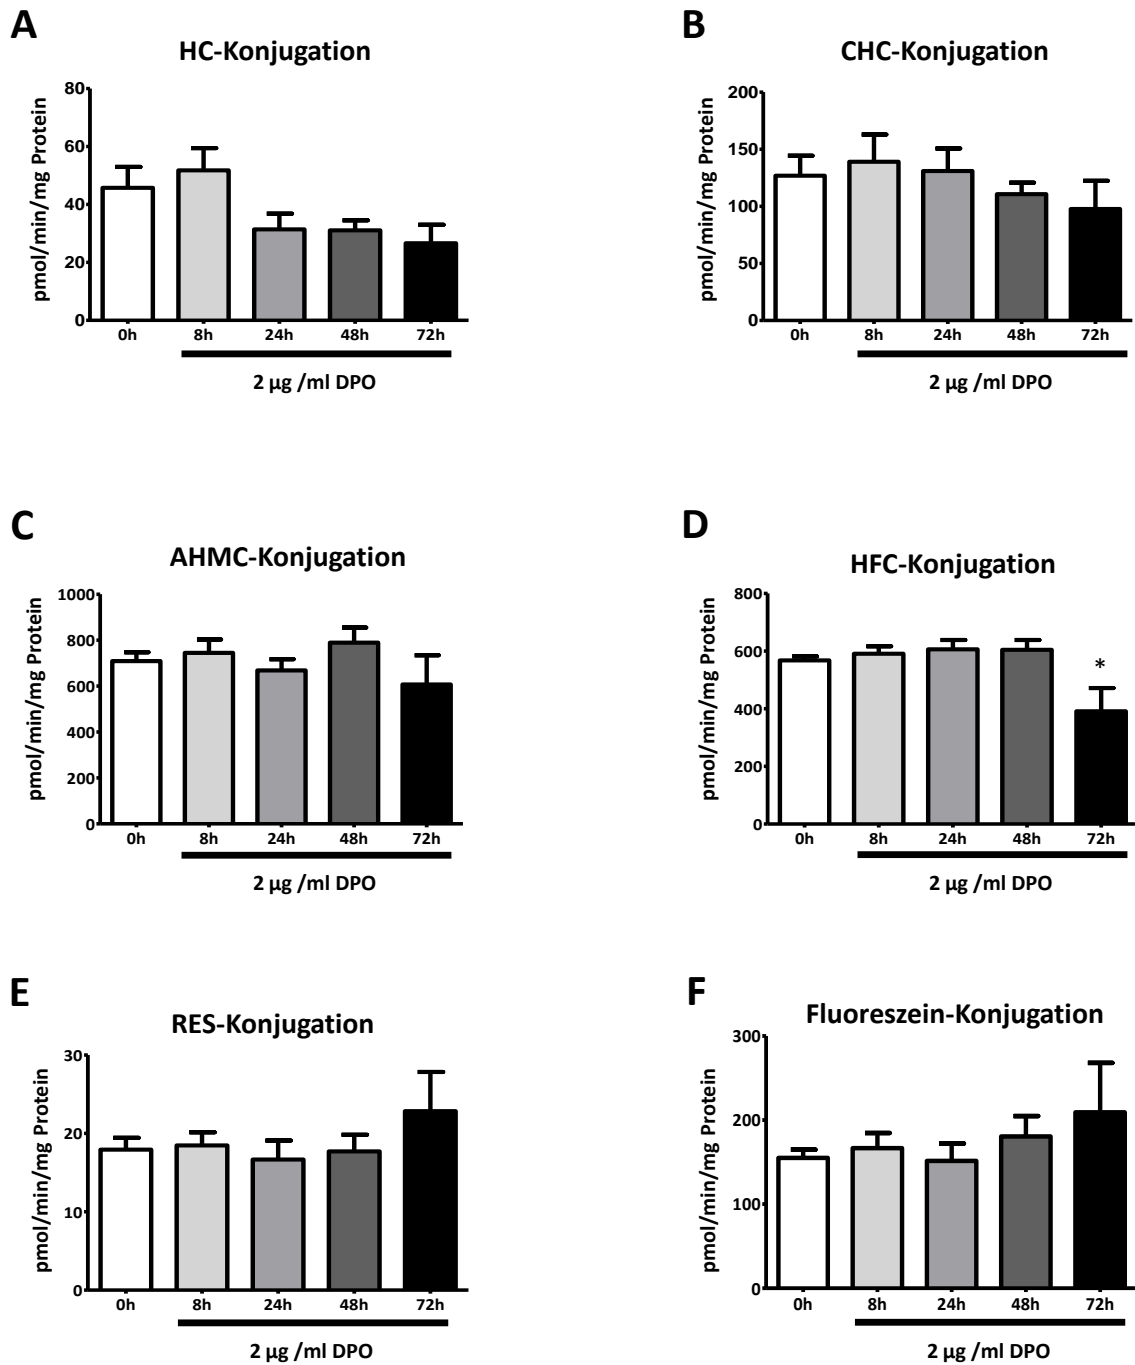 A
HC-Konjugation
pmol/min/mg Protein
80
60
40
20
0
0h 8h 24h 48h 72h
2 µg /ml DPO
B
CHC-Konjugation
pmol/min/mg Protein
200
150
100
50
0
0h 8h 24h 48h 72h
2 µg /ml DPO
C
AHMC-Konjugation
pmol/min/mg Protein
1000
800
600
400
200
0
0h 8h 24h 48h 72h
2 µg /ml DPO
D
HFC-Konjugation
pmol/min/mg Protein
800
600
400
200
0
*
0h 8h 24h 48h 72h
2 µg /ml DPO
E
RES-Konjugation
pmol/min/mg Protein
30
20
10
0
0h 8h 24h 48h 72h
2 µg /ml DPO
F
Fluoreszein-Konjugation
pmol/min/mg Protein
300
200
100
0
0h 8h 24h 48h 72h
2 µg /ml DPO